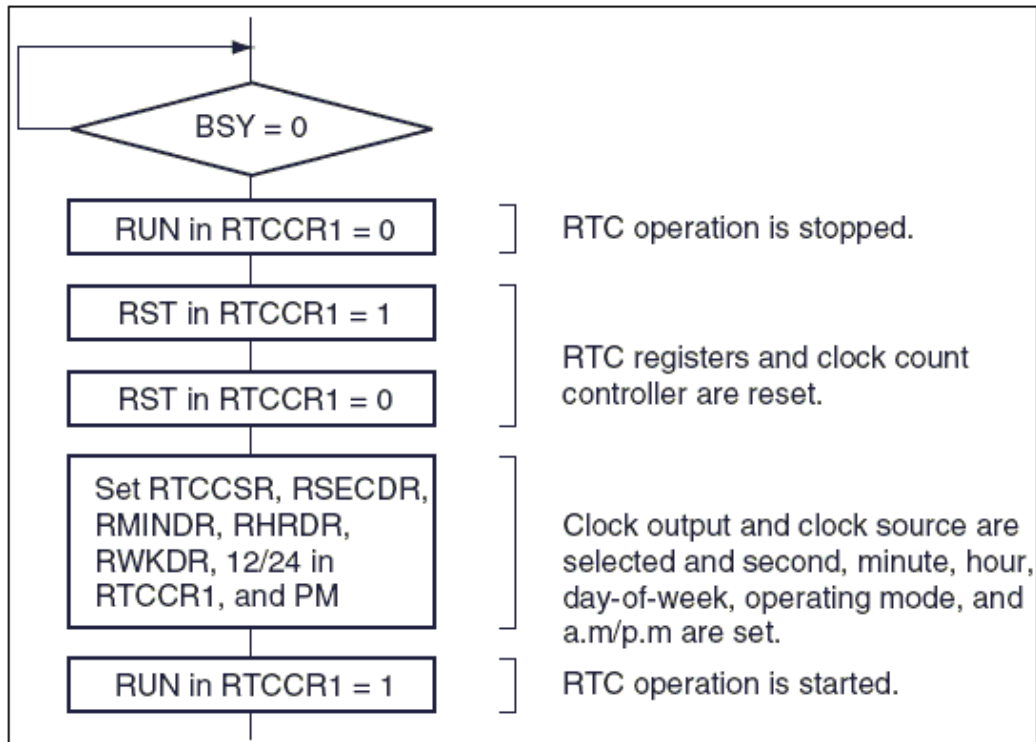 BSY = 0
RUN in RTCCR1 = 0
RTC operation is stopped.
RST in RTCCR1 = 1
RST in RTCCR1 = 0
RTC registers and clock count
controller are reset.
Set RTCCSR, RSECDR,
RMINDR, RHRDR,
RWKDR, 12/24 in
RTCCR1, and PM
Clock output and clock source are
selected and second, minute, hour,
day-of-week, operating mode, and
a.m/p.m are set.
RUN in RTCCR1 = 1
RTC operation is started.